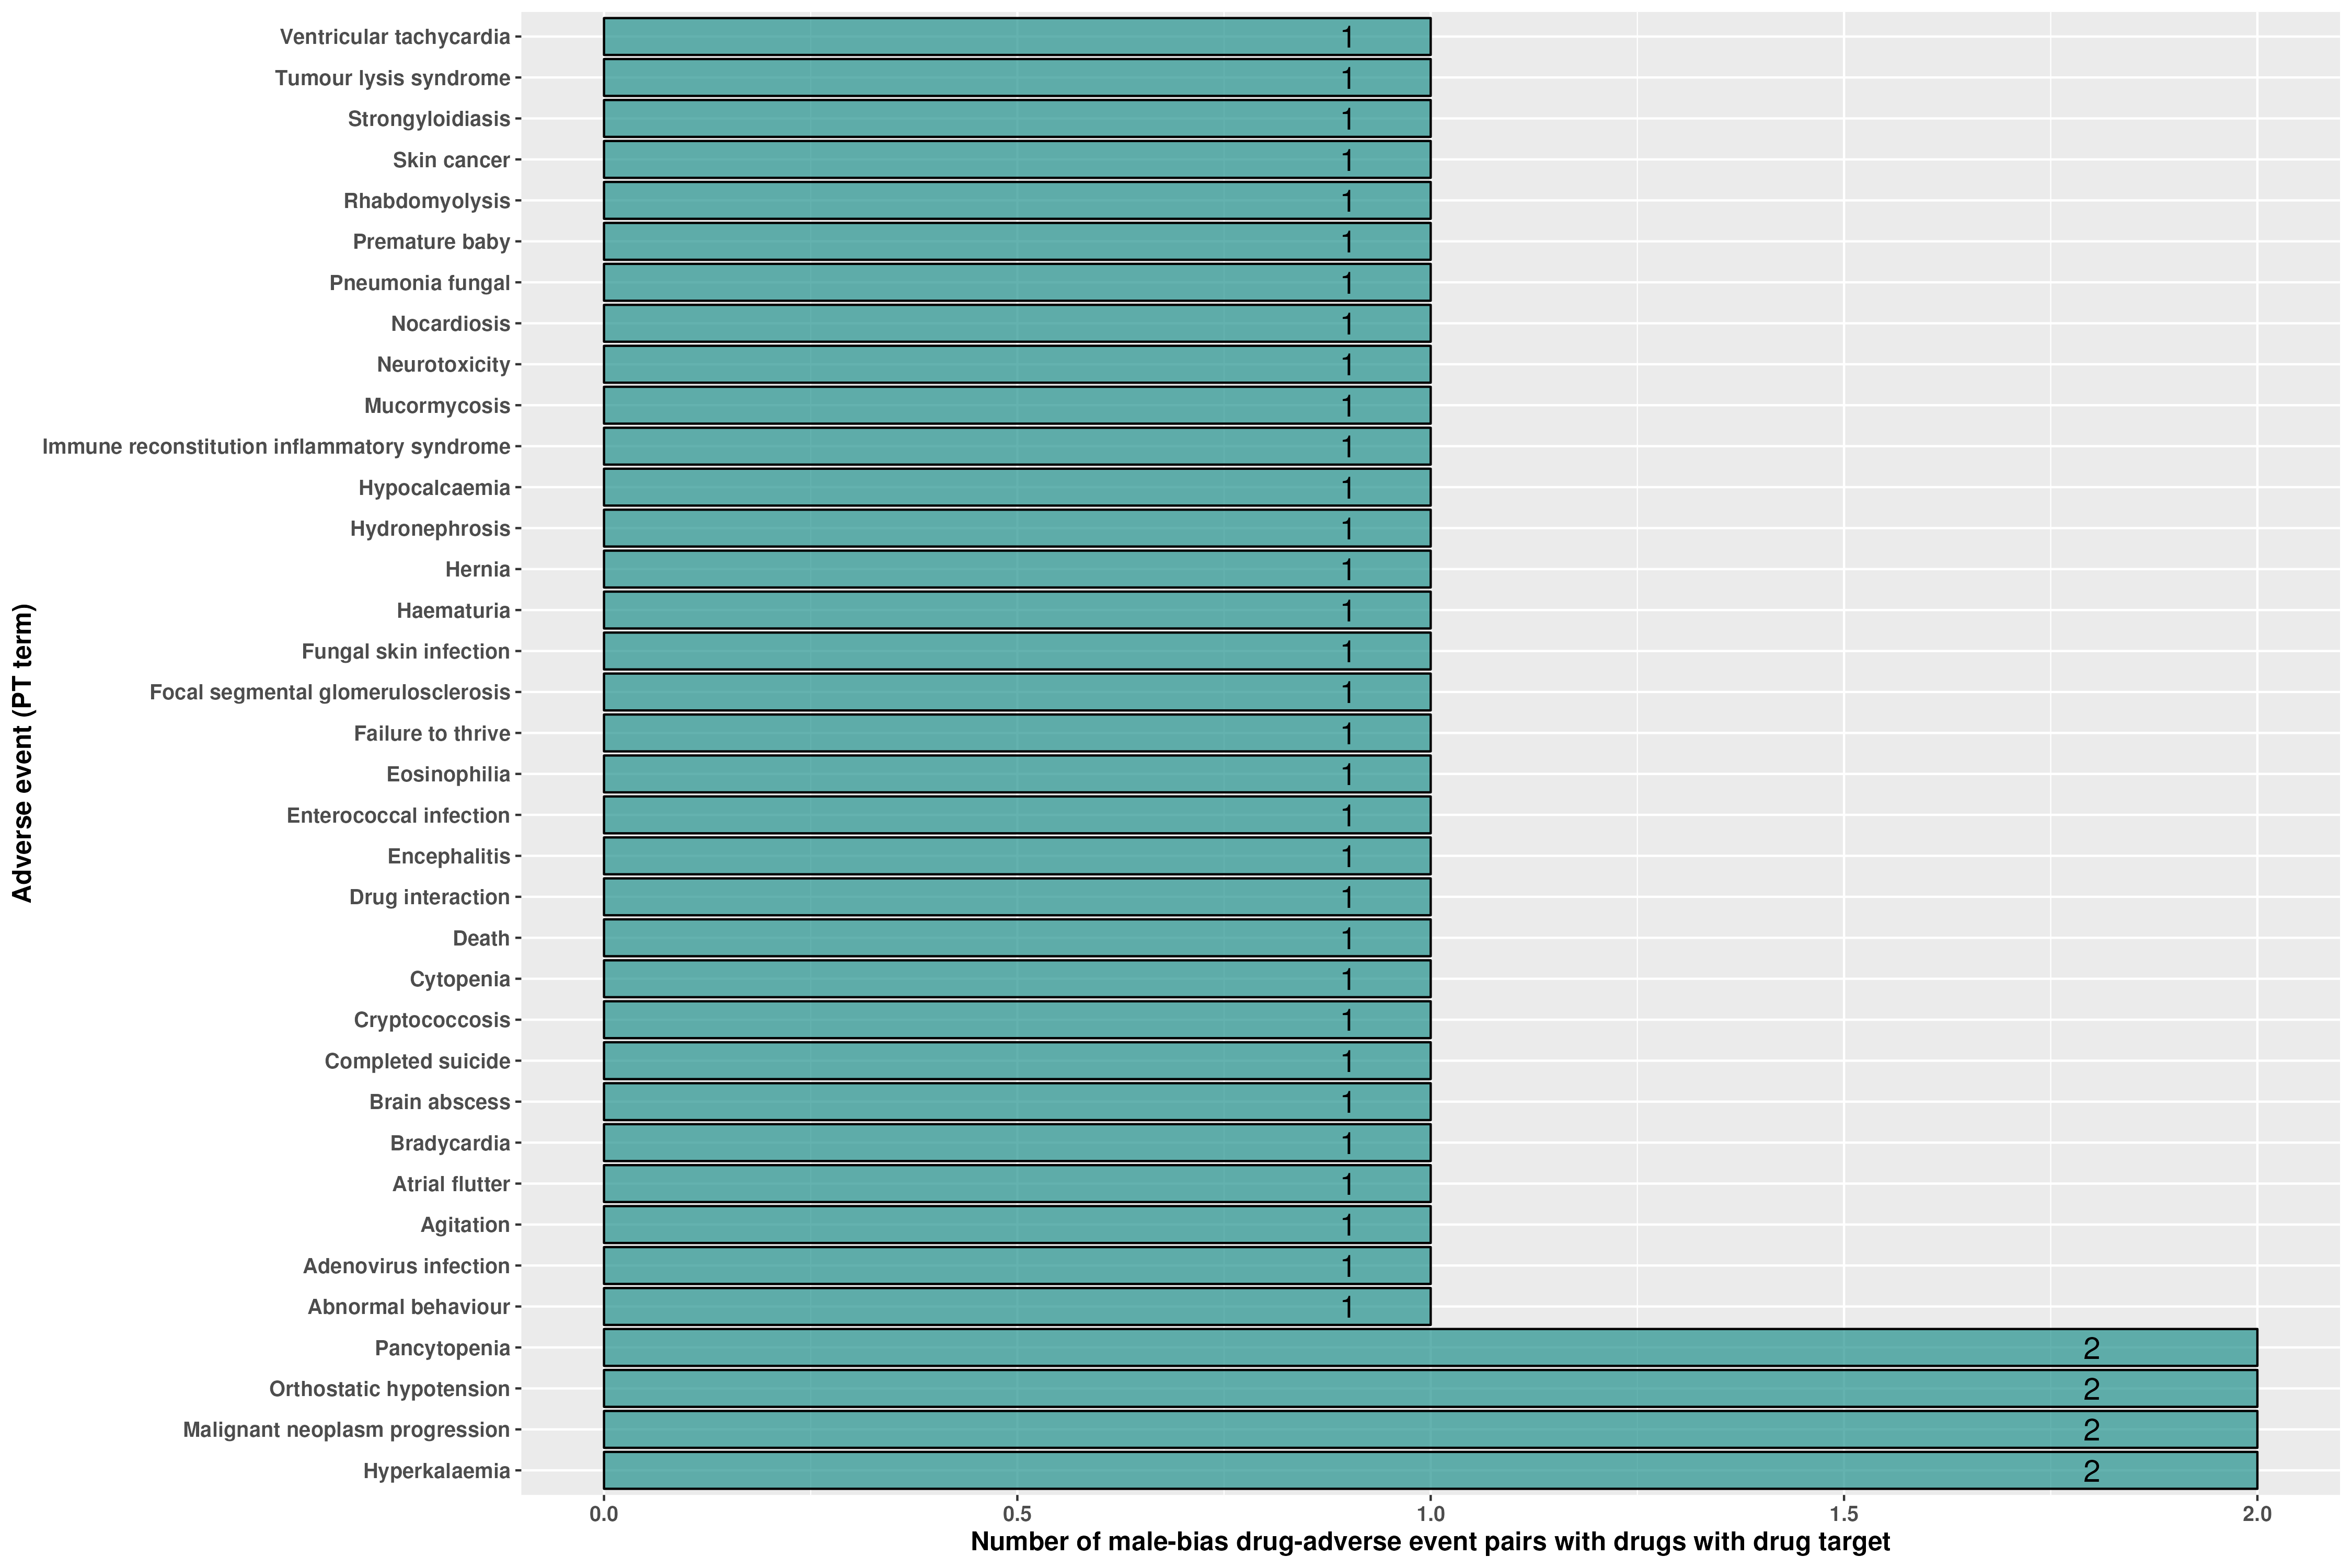 Adverse event (PT term)
Ventricular tachycardia 1
Tumour lysis syndrome 1
Strongyloidiasis 1
Skin cancer 1
Rhabdomyolysis 1
Premature baby 1
Pneumonia fungal 1
Nocardiosis 1
Neurotoxicity 1
Mucormycosis 1
Immune reconstitution inflammatory syndrome 1
Hypocalcaemia 1
Hydronephrosis 1
Hernia 1
Haematuria 1
Fungal skin infection 1
Focal segmental glomerulosclerosis 1
Failure to thrive 1
Eosinophilia 1
Enterococcal infection 1
Encephalitis 1
Drug interaction 1
Death 1
Cytopenia 1
Cryptococcosis 1
Completed suicide 1
Brain abscess 1
Bradycardia 1
Atrial flutter 1
Agitation 1
Adenovirus infection 1
Abnormal behaviour 1
Pancytopenia 2
Orthostatic hypotension 2
Malignant neoplasm progression 2
Hyperkalaemia 2
0.0 0.5 1.0 1.5 2.0
Number of male-bias drug-adverse event pairs with drugs with drug target